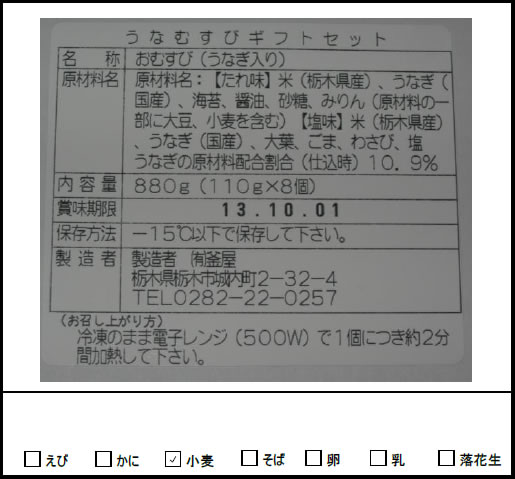 うなむすびギフトセット
名称 おむすび（うなぎ入り）
原材料名 原材料名：【たれ味】米（栃木県産）、うなぎ（
国産）、海苔、醤油、砂糖、みりん（原材料の一
部に大豆、小麦を含む）【塩味】米（栃木県産）
、うなぎ（国産）、大葉、ごま、わさび、塩
うなぎの原材料配合割合（仕込時）10.9%
内容量 880g（110g×8個）
賞味期限 13.10.01
保存方法 －15℃以下で保存して下さい。
製造者 製造者 ㈲釜屋
栃木県栃木市城内町2-32-4
TEL0282-22-0257
（お召し上がり方）
冷凍のまま電子レンジ（500W）で1個につき約2分
間加熱して下さい。
えび かに 小麦 そば 卵 乳 落花生